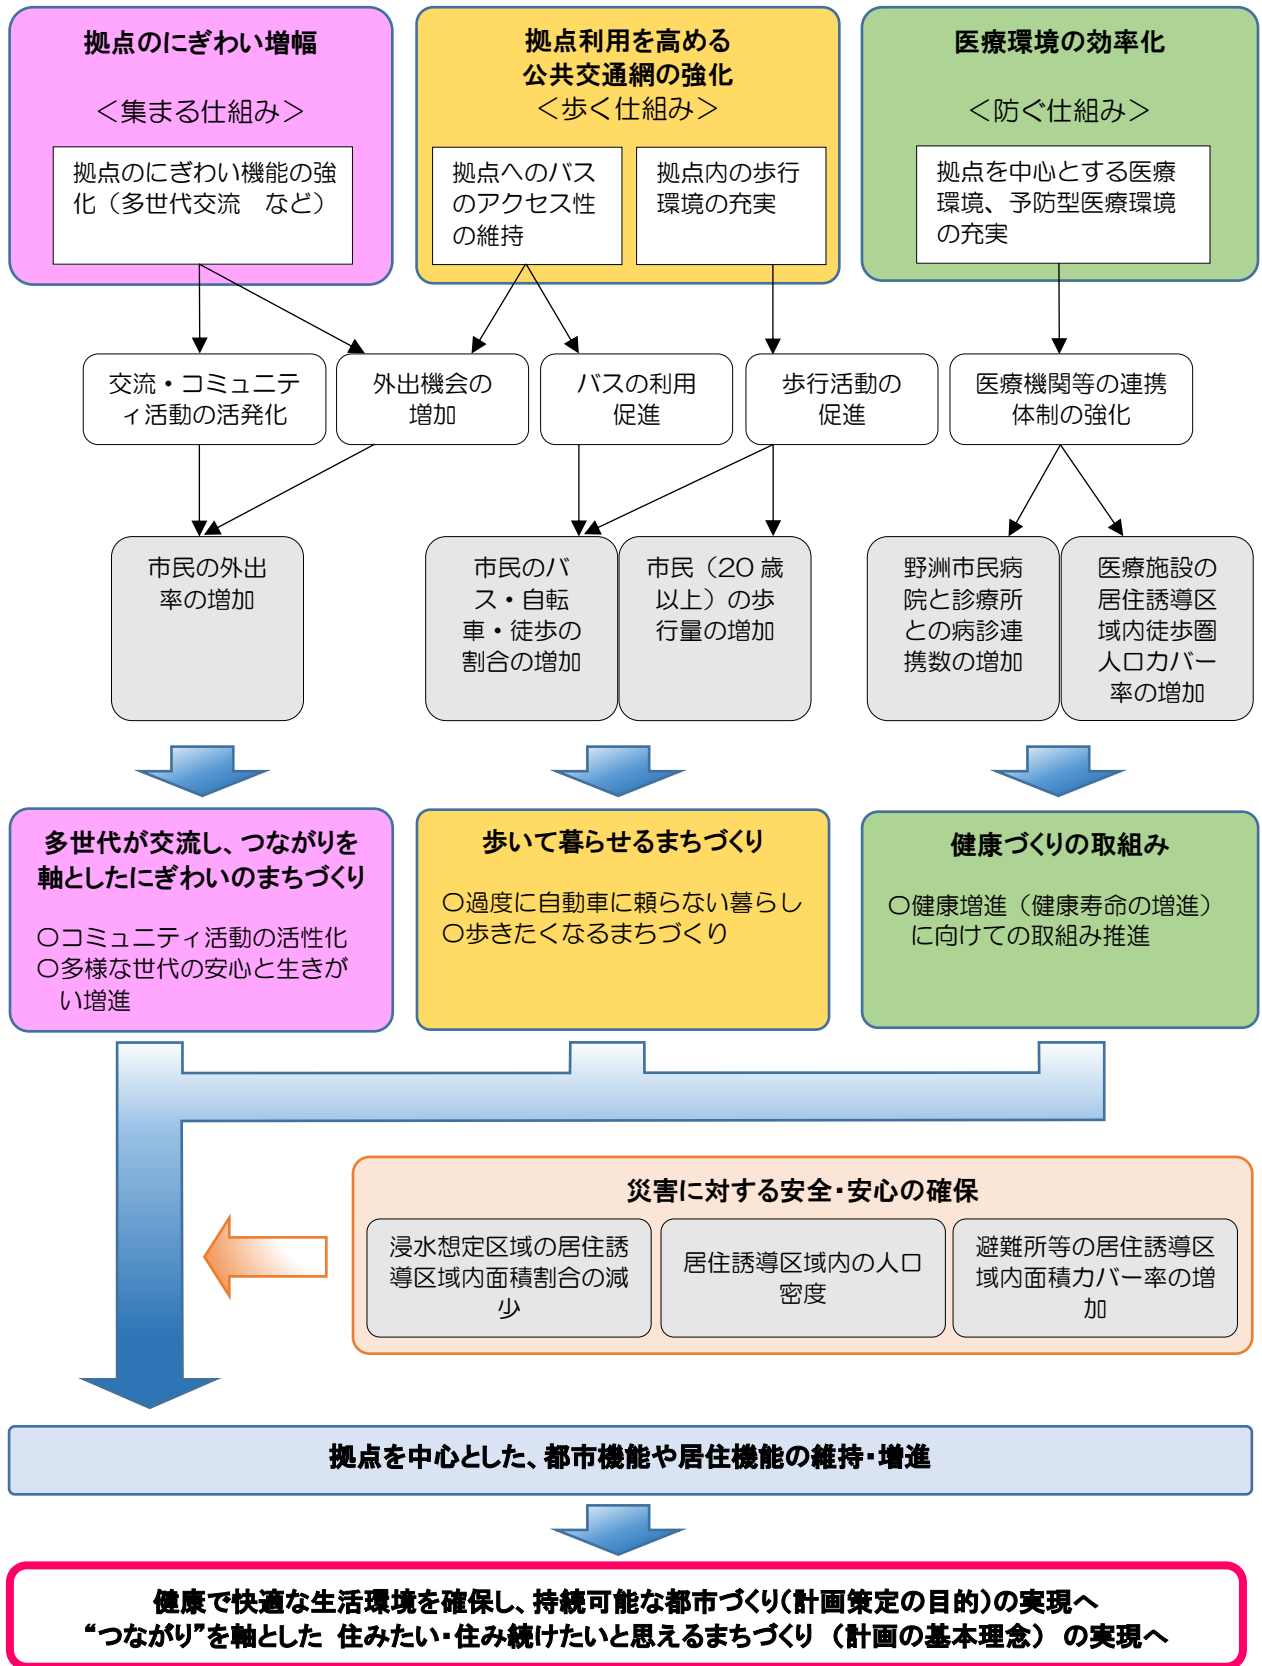 拠点のにぎわい増幅
＜集まる仕組み＞
拠点のにぎわい機能の強
化（多世代交流　など）
拠点利用を高める
公共交通網の強化
＜歩く仕組み＞
拠点へのバス
のアクセス性
の維持
拠点内の歩行
環境の充実
医療環境の効率化
＜防ぐ仕組み＞
拠点を中心とする医療
環境、予防型医療環境
の充実
交流・コミュニテ
ィ活動の活発化
外出機会の
増加
バスの利用
促進
歩行活動の
促進
医療機関等の連携
体制の強化
市民の外出
率の増加
市民のバ
ス・自転
車・徒歩の
割合の増加
市民（20 歳
以上）の歩
行量の増加
野洲市民病
院と診療所
との病診連
携数の増加
医療施設の
居住誘導区
域内徒歩圏
人口カバー
率の増加
多世代が交流し、つながりを
軸としたにぎわいのまちづくり
○コミュニティ活動の活性化
○多様な世代の安心と生きが
い増進
歩いて暮らせるまちづくり
○過度に自動車に頼らない暮らし
○歩きたくなるまちづくり
健康づくりの取組み
○健康増進（健康寿命の増進）
に向けての取組み推進
災害に対する安全・安心の確保
浸水想定区域の居住誘
導区域内面積割合の減
少
居住誘導区域内の人口
密度
避難所等の居住誘導区
域内面積カバー率の増
加
拠点を中心とした、都市機能や居住機能の維持・増進
健康で快適な生活環境を確保し、持続可能な都市づくり（計画策定の目的）の実現へ
“つながり”を軸とした 住みたい・住み続けたいと思えるまちづくり （計画の基本理念） の実現へ